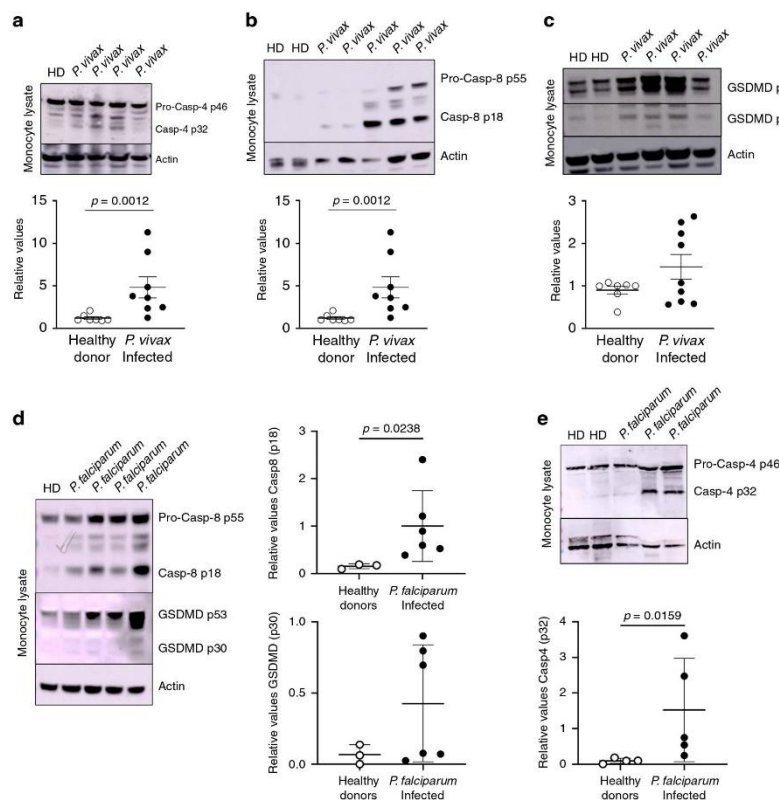 a
HD
P. vivax
P. vivax
P. vivax
P. vivax
Monocyte lysate
Pro-Casp-4 p46
Casp-4 p32
Actin
p = 0.0012
Relative values
15
10
5
0
Healthy donor
P. vivax Infected
b
HD
HD
P. vivax
P. vivax
P. vivax
P. vivax
P. vivax
Monocyte lysate
Pro-Casp-8 p55
Casp-8 p18
Actin
p = 0.0012
Relative values
15
10
5
0
Healthy donor
P. vivax Infected
c
HD
HD
P. vivax
P. vivax
P. vivax
P. vivax
Monocyte lysate
GSDMD p
GSDMD p
Actin
Relative values
3
2
1
0
Healthy donor
P. vivax Infected
d
HD
P. falciparum
P. falciparum
P. falciparum
P. falciparum
Monocyte lysate
Pro-Casp-8 p55
Casp-8 p18
GSDMD p53
GSDMD p30
Actin
p = 0.0238
Relative values Casp8 (p18)
3
2
1
0
Healthy donors
P. falciparum Infected
Relative values GSDMD (p30)
1.0
0.5
0.0
Healthy donors
P. falciparum Infected
e
HD
HD
P. falciparum
P. falciparum
P. falciparum
Monocyte lysate
Pro-Casp-4 p46
Casp-4 p32
Actin
p = 0.0159
Relative values Casp4 (p32)
4
3
2
1
0
Healthy donors
P. falciparum Infected